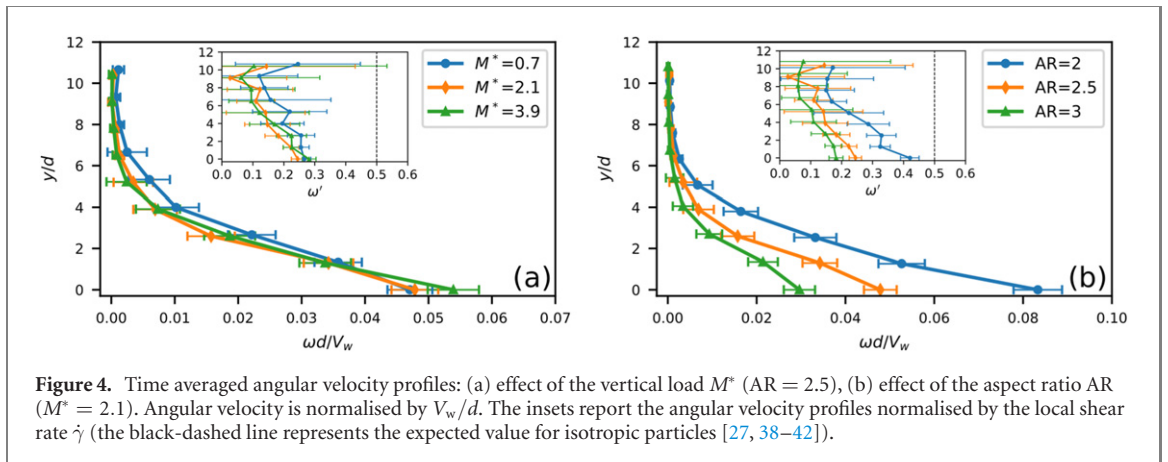 12
10
8
6
4
2
0
y/d
0.00 0.01 0.02 0.03 0.04 0.05 0.06 0.07
ωd/Vw
12
10
8
6
4
2
0
0.0 0.1 0.2 0.3 0.4 0.5 0.6
ω′
M*=0.7
M*=2.1
M*=3.9
(a)
12
10
8
6
4
2
0
y/d
0.00 0.02 0.04 0.06 0.08 0.10
ωd/Vw
12
10
8
6
4
2
0
0.0 0.1 0.2 0.3 0.4 0.5 0.6
ω′
AR=2
AR=2.5
AR=3
(b)
Figure 4. Time averaged angular velocity profiles: (a) effect of the vertical load M* (AR = 2.5), (b) effect of the aspect ratio AR
(M* = 2.1). Angular velocity is normalised by Vw/d. The insets report the angular velocity profiles normalised by the local shear
rate γ̇ (the black-dashed line represents the expected value for isotropic particles [27, 38–42]).